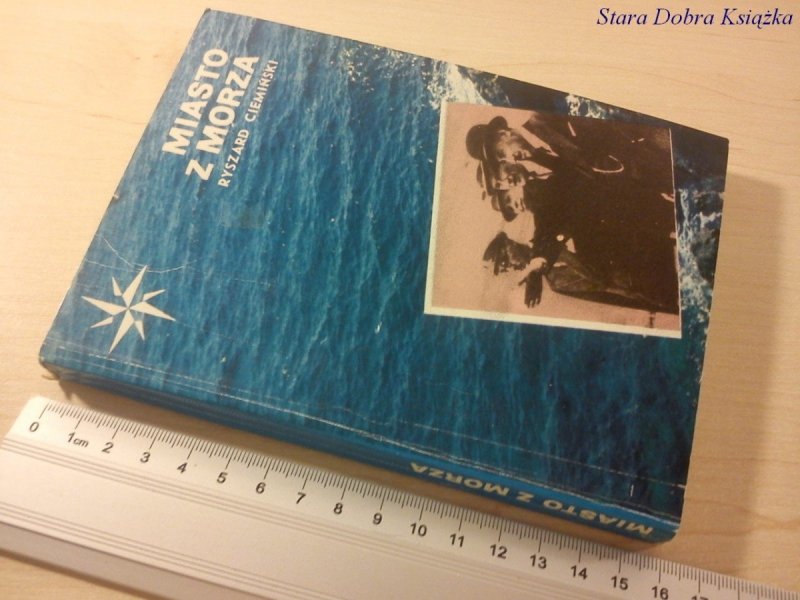 Stara Dobra Książka
MIASTO
Z MORZA
RYSZARD CIEMIŃSKI
MIASTO Z MORZA
0 1cm 2 3 4 5 6 7 8 9 10 11 12 13 14 15 16 17